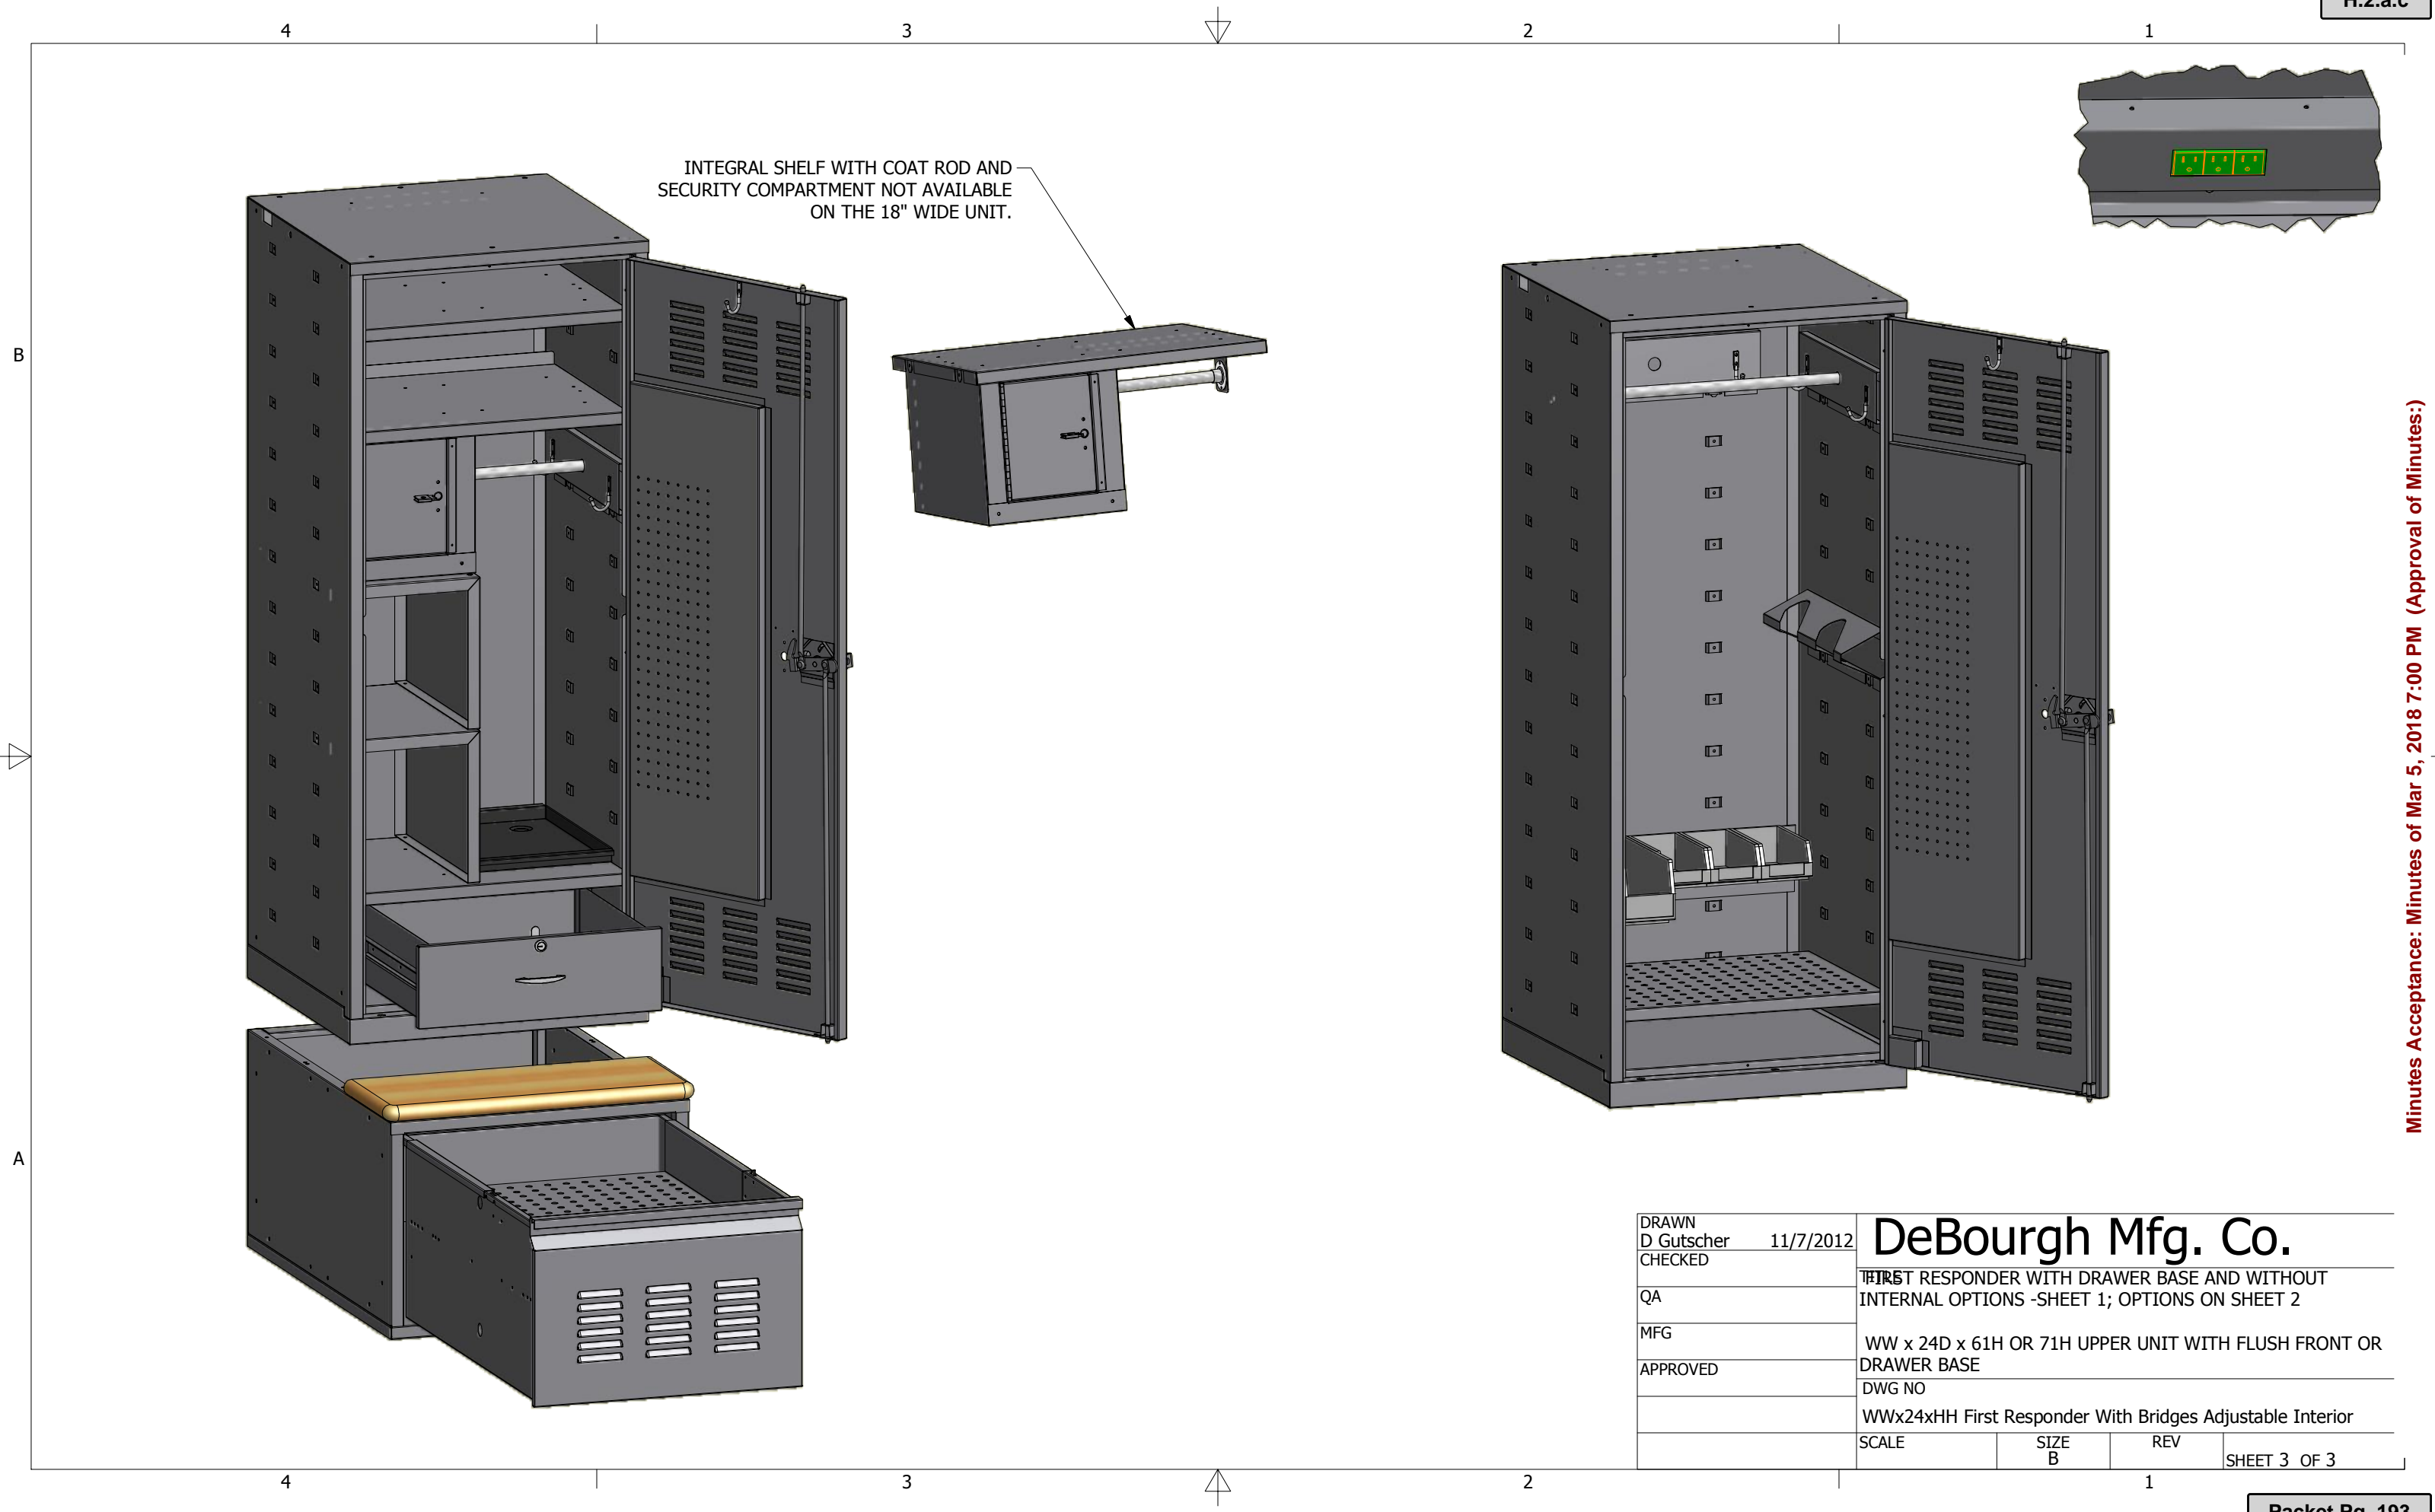 H.2.a.c
4 3 2 1
INTEGRAL SHELF WITH COAT ROD AND
SECURITY COMPARTMENT NOT AVAILABLE
ON THE 18" WIDE UNIT.
B
A
Minutes Acceptance: Minutes of Mar 5, 2018 7:00 PM (Approval of Minutes:)
DRAWN
D Gutscher 11/7/2012
CHECKED
QA
MFG
APPROVED
DeBourgh Mfg. Co.
TITLE
FIRST RESPONDER WITH DRAWER BASE AND WITHOUT
INTERNAL OPTIONS -SHEET 1; OPTIONS ON SHEET 2
WW x 24D x 61H OR 71H UPPER UNIT WITH FLUSH FRONT OR
DRAWER BASE
DWG NO
WWx24xHH First Responder With Bridges Adjustable Interior
SCALE
SIZE
B
REV
SHEET 3 OF 3
4 3 2 1
Packet Pg. 193